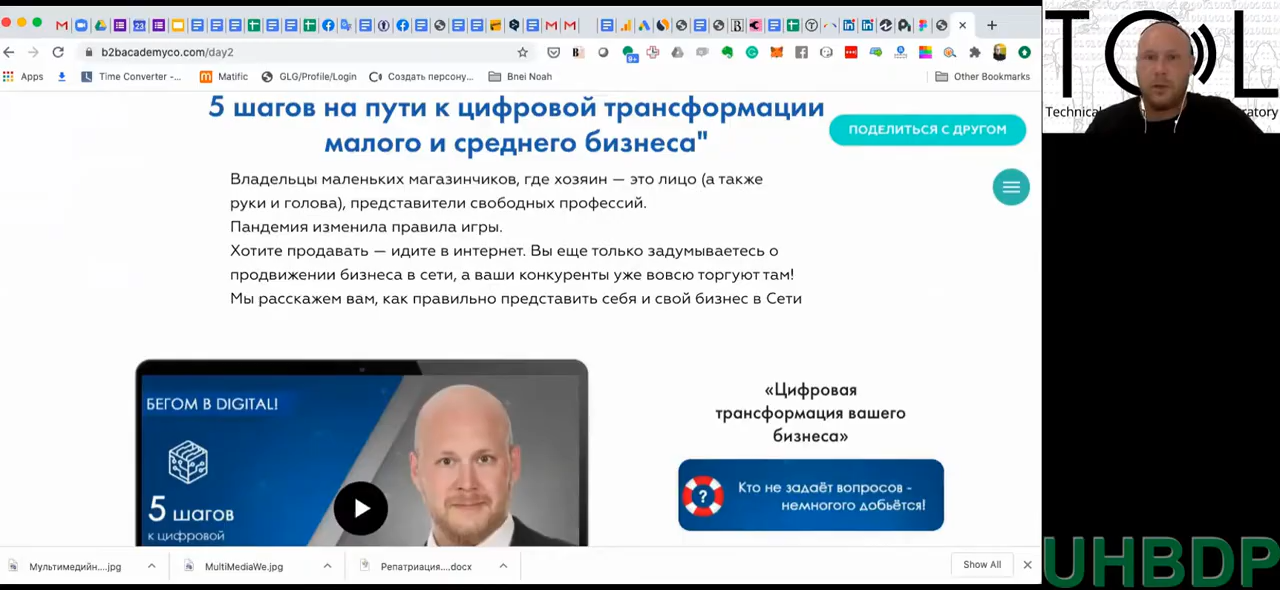 23
b2bacademyco.com/day2
Apps
Time Converter -...
Matific
GLG/Profile/Login
Создать персону...
Bnei Noah
Other Bookmarks
5 шагов на пути к цифровой трансформации
малого и среднего бизнеса"
ПОДЕЛИТЬСЯ С ДРУГОМ
Владельцы маленьких магазинчиков, где хозяин — это лицо (а также
руки и голова), представители свободных профессий.
Пандемия изменила правила игры.
Хотите продавать — идите в интернет. Вы еще только задумываетесь о
продвижении бизнеса в сети, а ваши конкуренты уже вовсю торгуют там!
Мы расскажем вам, как правильно представить себя и свой бизнес в Сети
БЕГОМ В DIGITAL!
5 шагов
к цифровой
«Цифровая
трансформация вашего
бизнеса»
?
Кто не задаёт вопросов -
немногого добьётся!
Мультимедийн....jpg
MultiMediaWe.jpg
Репатриация....docx
Show All
Technical
UHBDP